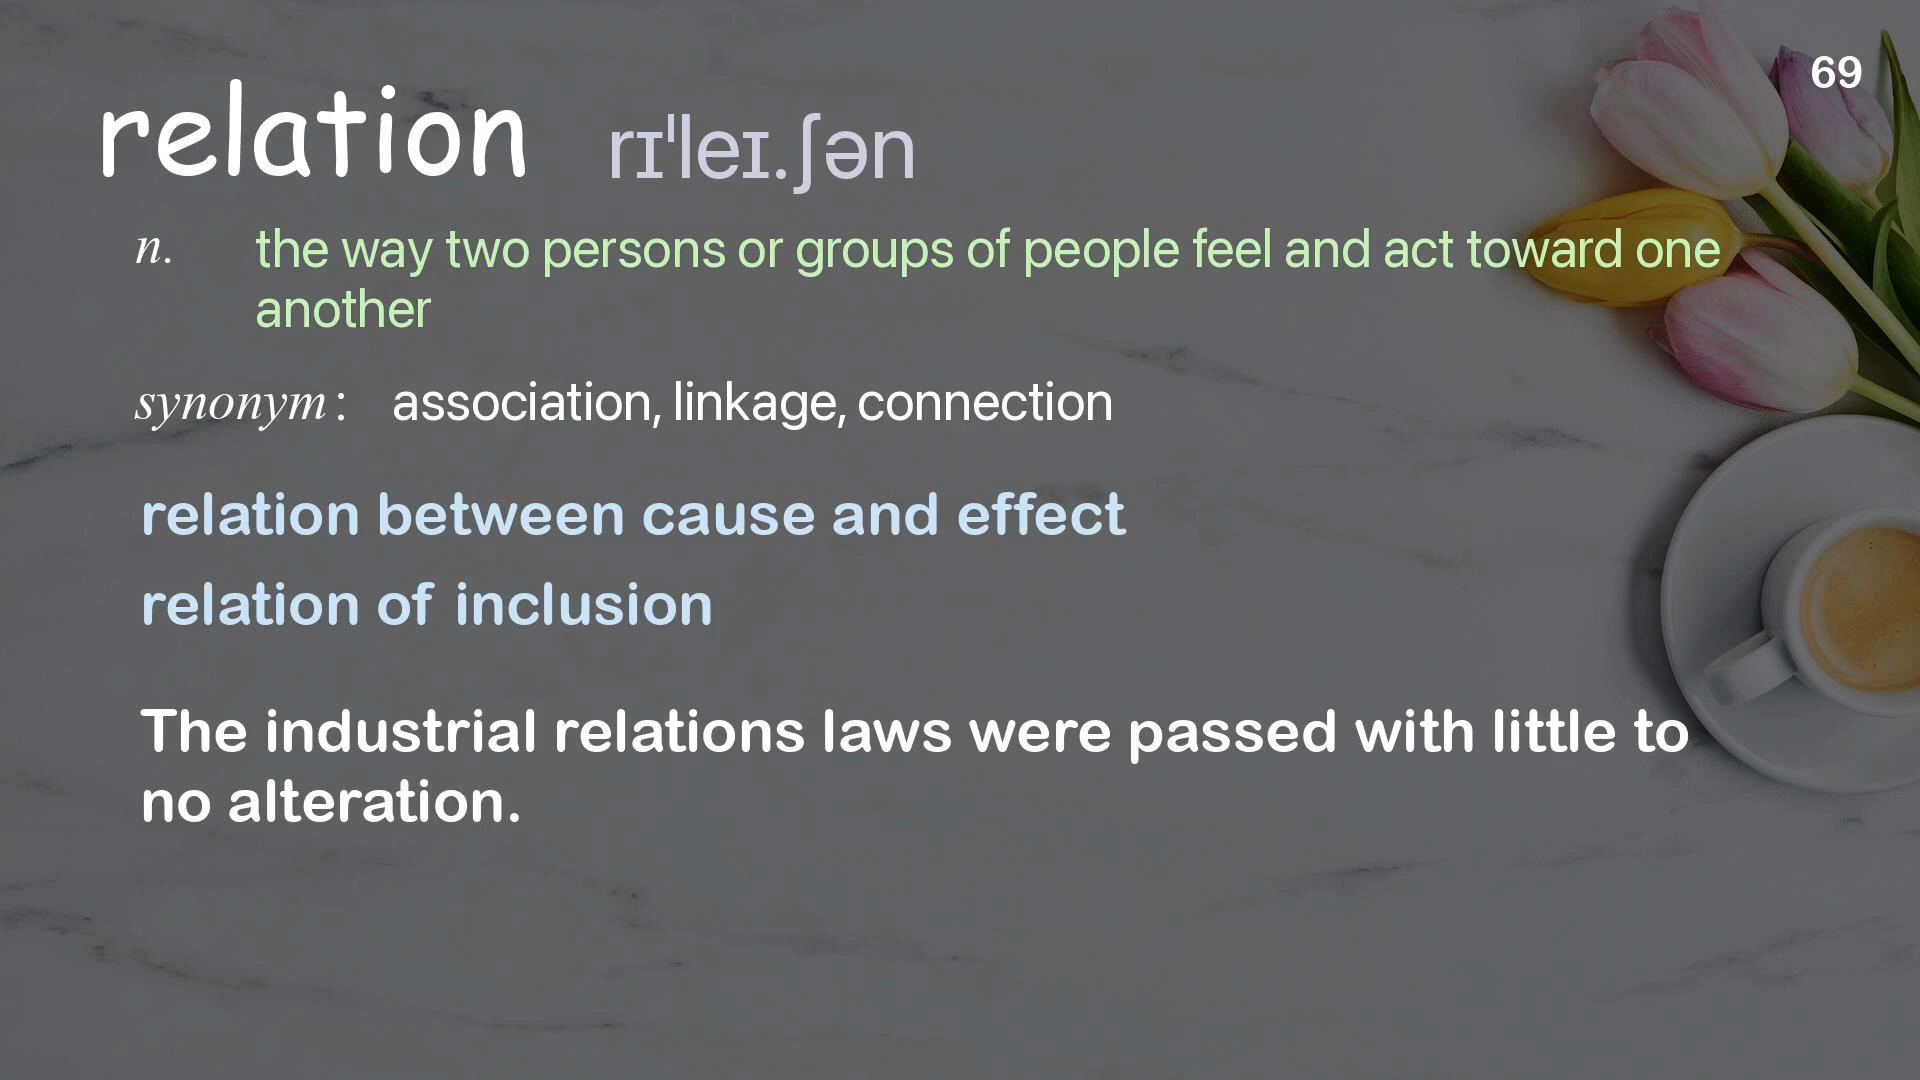 69
relation rɪˈleɪ.ʃən
n. the way two persons or groups of people feel and act toward one
another
synonym: association, linkage, connection
relation between cause and effect
relation of inclusion
The industrial relations laws were passed with little to
no alteration.